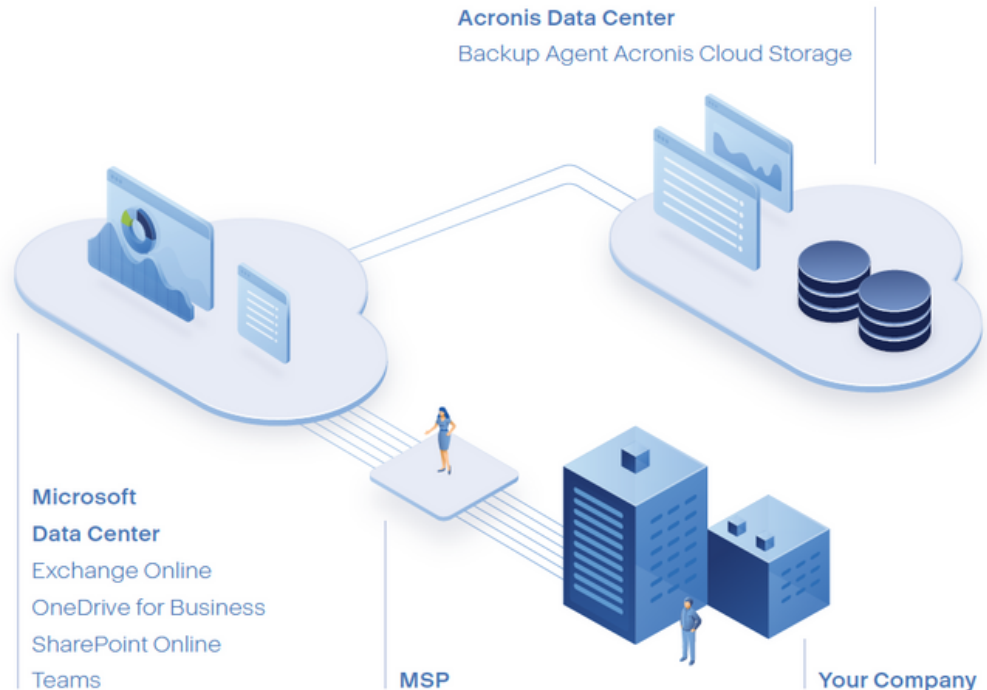 Acronis Data Center
Backup Agent Acronis Cloud Storage
Microsoft
Data Center
Exchange Online
OneDrive for Business
SharePoint Online
Teams
MSP
Your Company